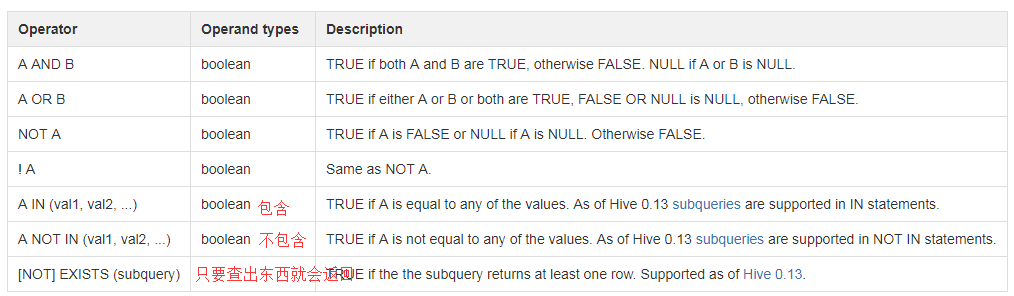 Operator Operand types Description
A AND B boolean TRUE if both A and B are TRUE, otherwise FALSE. NULL if A or B is NULL.
A OR B boolean TRUE if either A or B or both are TRUE, FALSE OR NULL is NULL, otherwise FALSE.
NOT A boolean TRUE if A is FALSE or NULL if A is NULL. Otherwise FALSE.
! A boolean Same as NOT A.
A IN (val1, val2, ...) boolean 包含 TRUE if A is equal to any of the values. As of Hive 0.13 subqueries are supported in IN statements.
A NOT IN (val1, val2, ...) boolean 不包含 TRUE if A is not equal to any of the values. As of Hive 0.13 subqueries are supported in NOT IN statements.
[NOT] EXISTS (subquery) 只要查出东西就会返回 TRUE if the the subquery returns at least one row. Supported as of Hive 0.13.